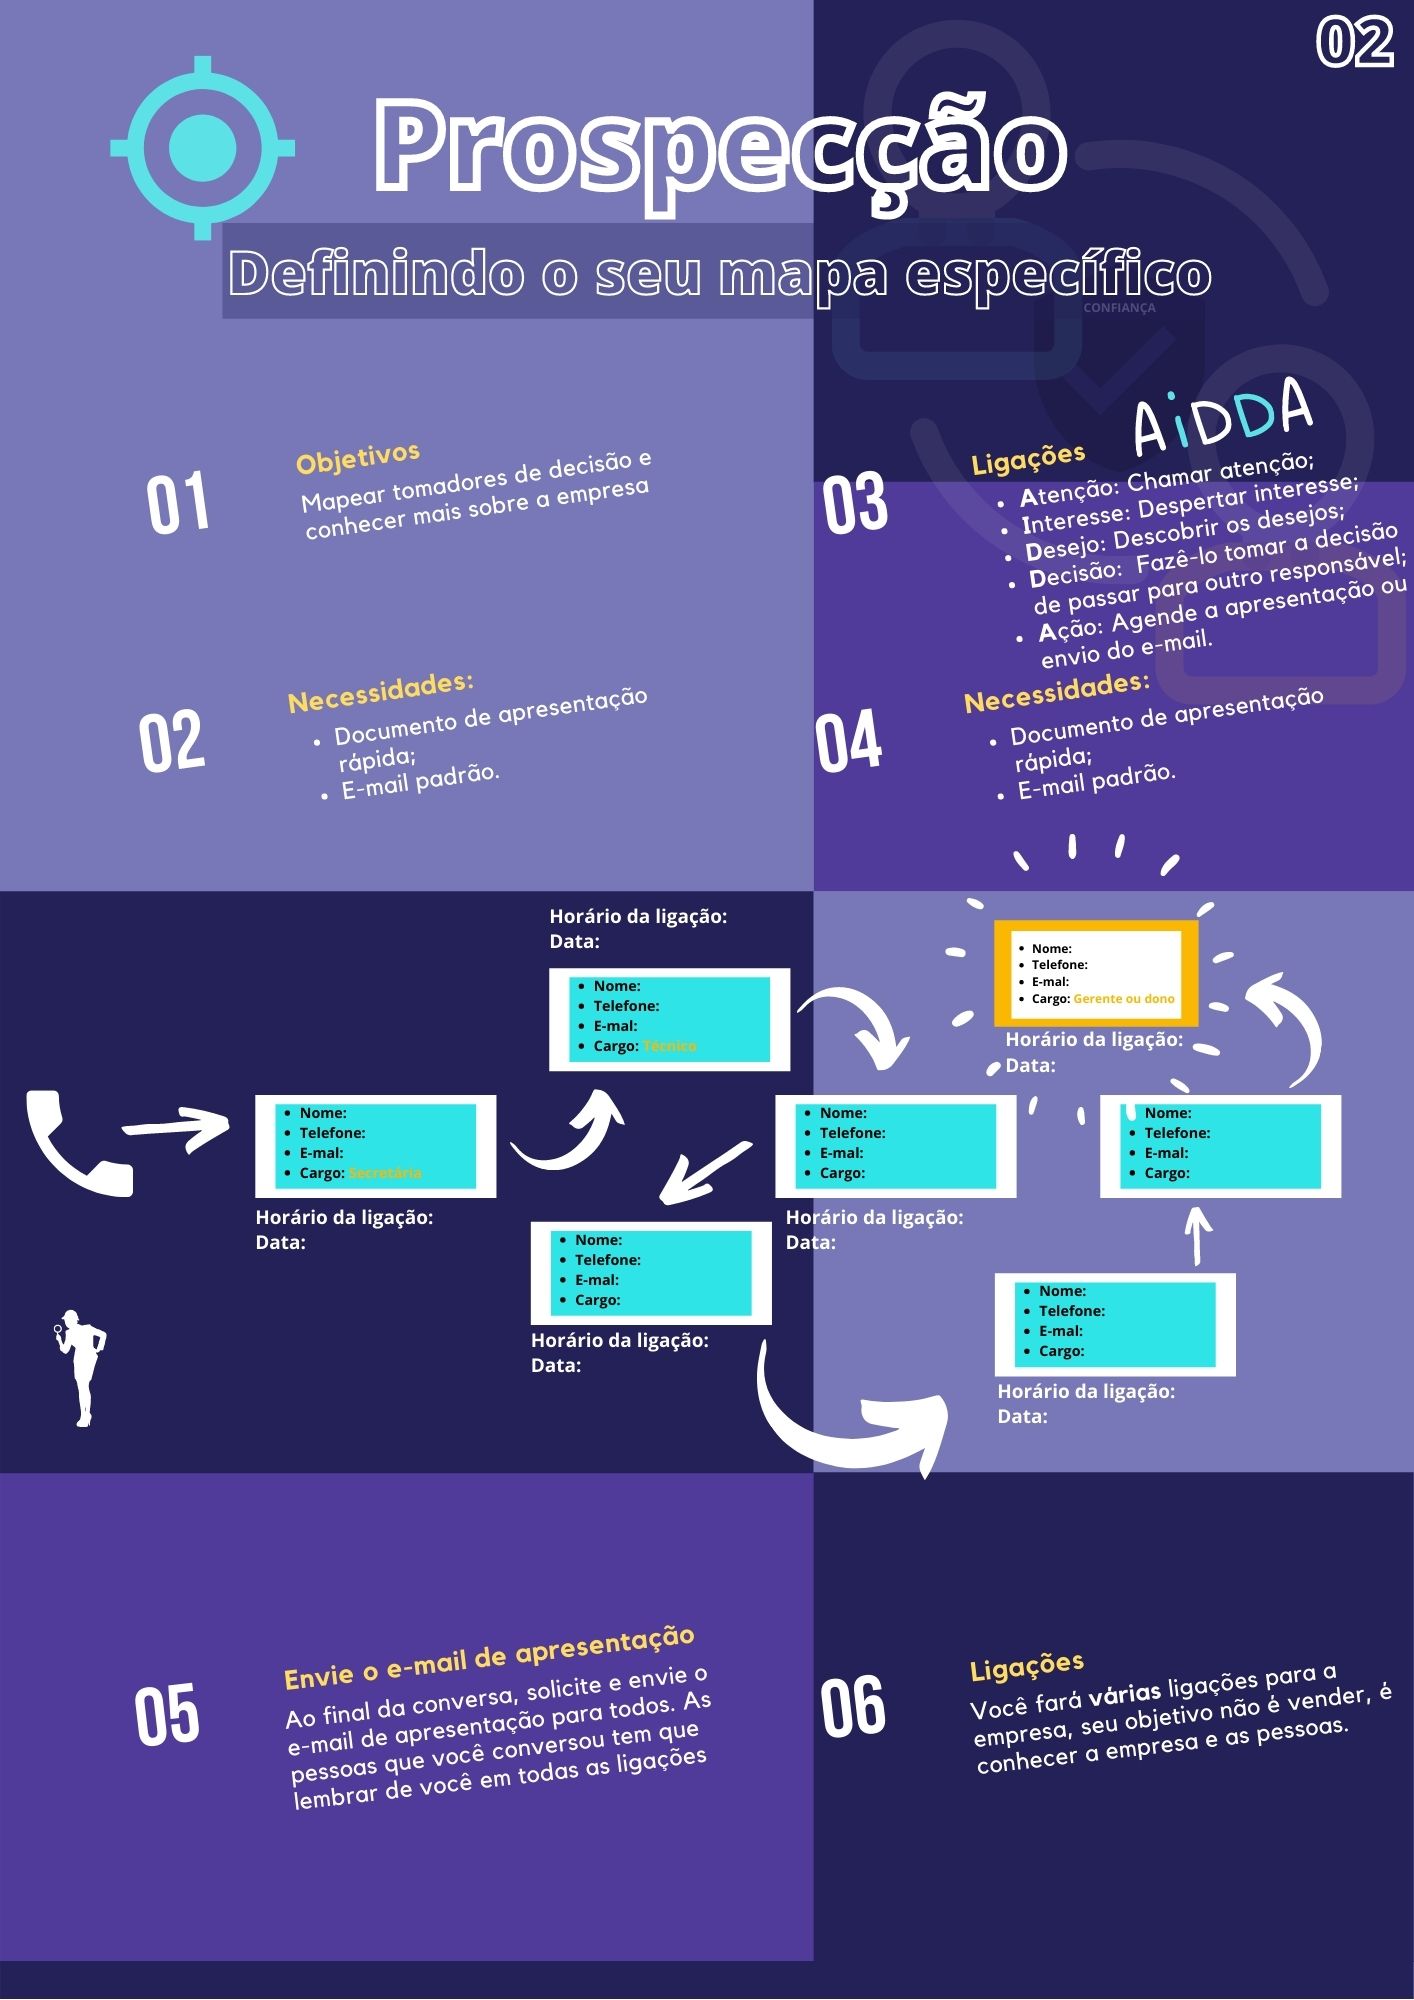 02
Prospecção
Definindo o seu mapa específico
CONFIANÇA
01
Objetivos
Mapear tomadores de decisão e
conhecer mais sobre a empresa
02
Necessidades:
• Documento de apresentação
rápida;
• E-mail padrão.
AiDDA
03
Ligações
• Atenção: Chamar atenção;
• Interesse: Despertar interesse;
• Desejo: Descobrir os desejos;
• Decisão: Fazê-lo tomar a decisão
de passar para outro responsável;
• Ação: Agende a apresentação ou
envio do e-mail.
04
Necessidades:
• Documento de apresentação
rápida;
• E-mail padrão.
Horário da ligação:
Data:
• Nome:
• Telefone:
• E-mal:
• Cargo: Técnico
• Nome:
• Telefone:
• E-mal:
• Cargo: Gerente ou dono
Horário da ligação:
Data:
• Nome:
• Telefone:
• E-mal:
• Cargo: Secretária
Horário da ligação:
Data:
• Nome:
• Telefone:
• E-mal:
• Cargo:
Horário da ligação:
Data:
Nome:
• Telefone:
• E-mal:
• Cargo:
• Nome:
• Telefone:
• E-mal:
• Cargo:
Horário da ligação:
Data:
• Nome:
• Telefone:
• E-mal:
• Cargo:
Horário da ligação:
Data:
05
Envie o e-mail de apresentação
Ao final da conversa, solicite e envie o
e-mail de apresentação para todos. As
pessoas que você conversou tem que
lembrar de você em todas as ligações
06
Ligações
Você fará várias ligações para a
empresa, seu objetivo não é vender, é
conhecer a empresa e as pessoas.